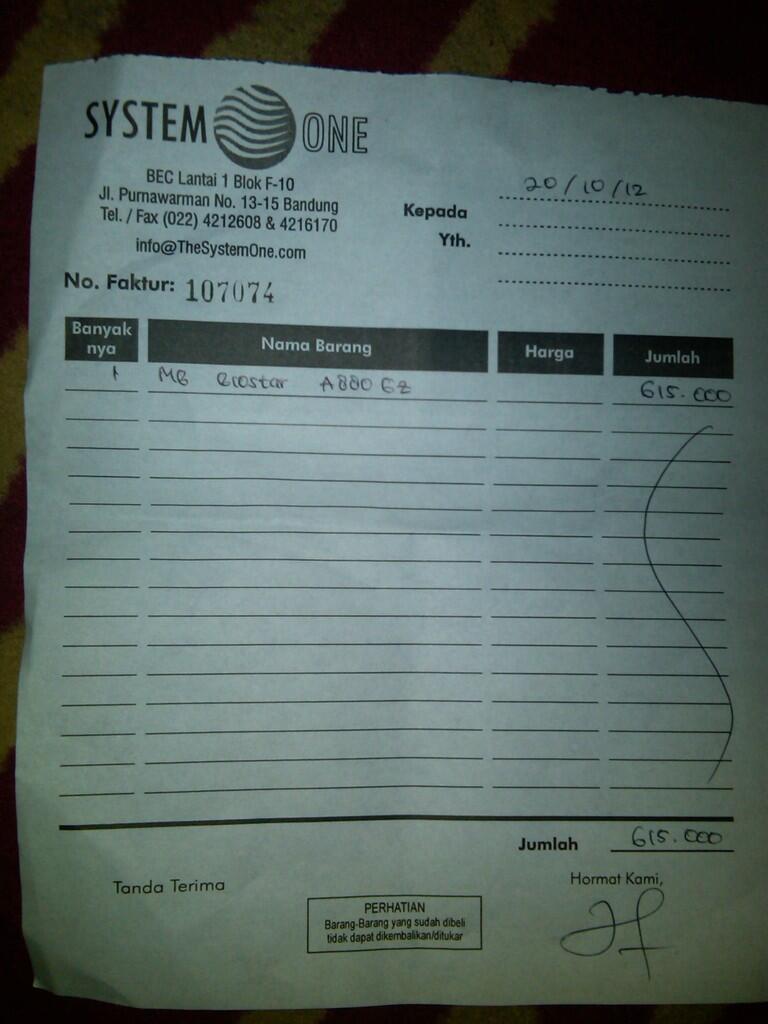 SYSTEM ONE
BEC Lantai 1 Blok F-10
Jl. Purnawarman No. 13-15 Bandung
Tel. / Fax (022) 4212608 & 4216170
info@TheSystemOne.com
20/10/12
Kepada
Yth.
No. Faktur: 107074
Banyak nya Nama Barang Harga Jumlah
1 MB Biostar A880GZ 615.000
Jumlah 615.000
Tanda Terima
Hormat Kami,
PERHATIAN
Barang-Barang yang sudah dibeli
tidak dapat dikembalikan/ditukar